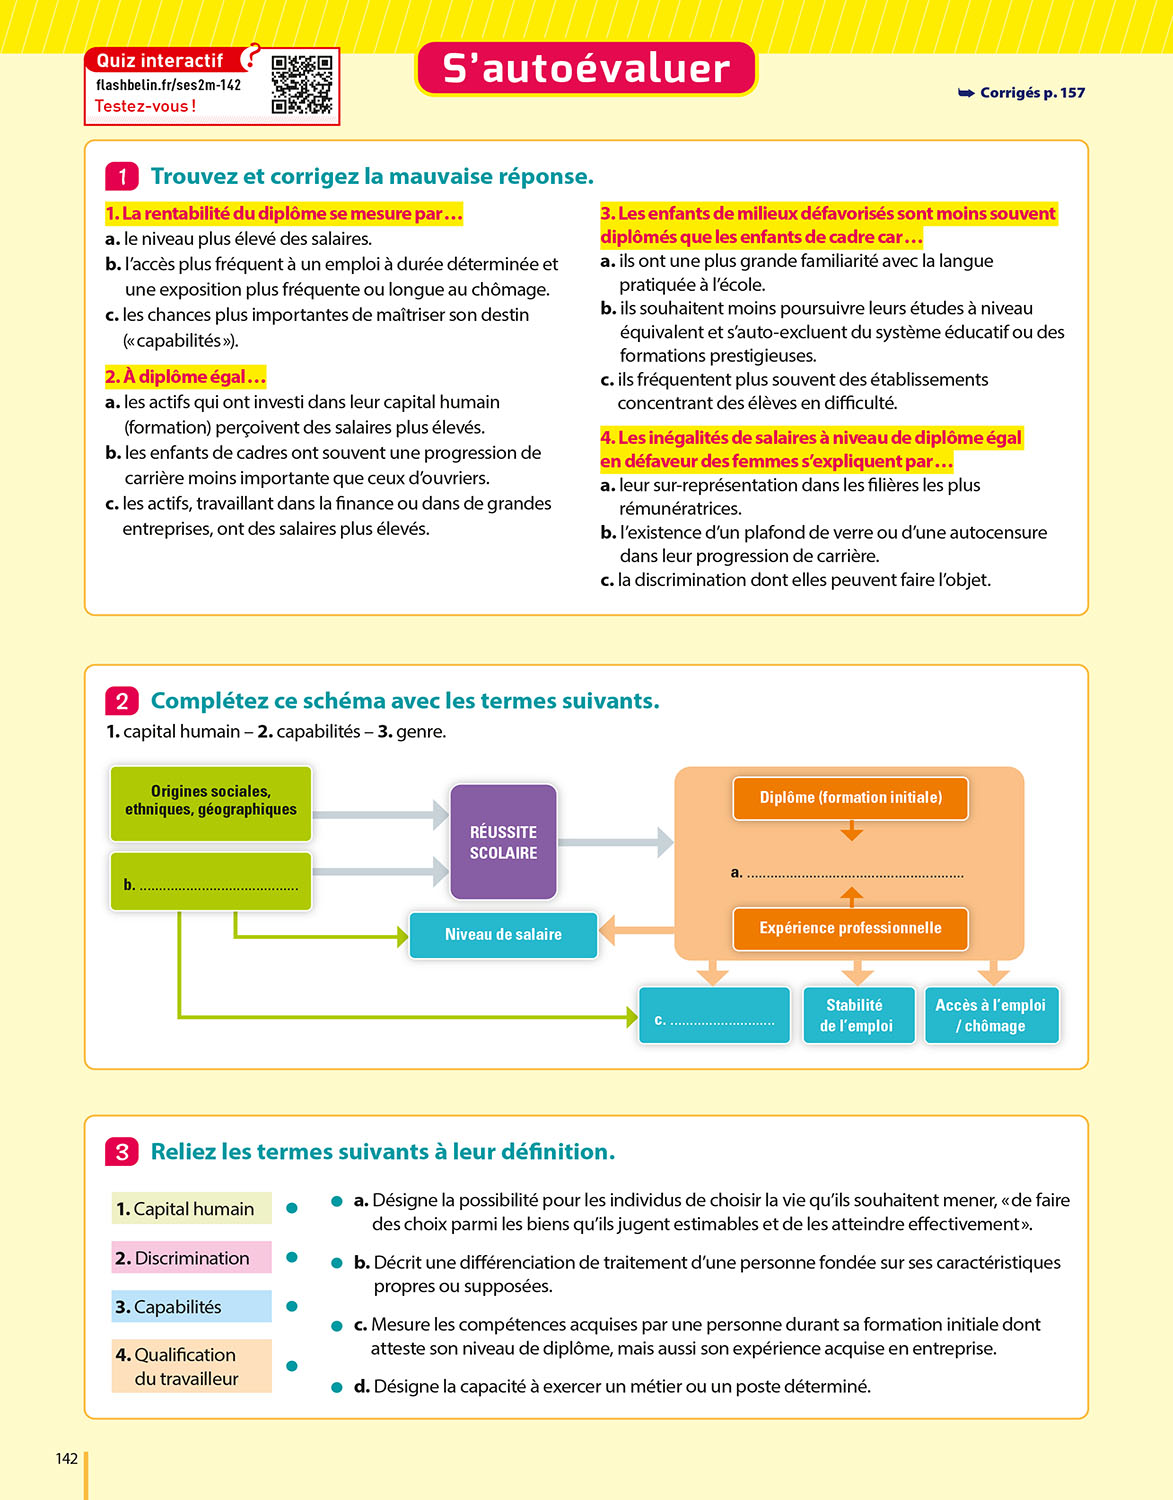 Quiz interactif ?
flashbelin.fr/ses2m-142
Testez-vous !
S'autoévaluer
➥ Corrigés p. 157
1 Trouvez et corrigez la mauvaise réponse.
1. La rentabilité du diplôme se mesure par…
a. le niveau plus élevé des salaires.
b. l'accès plus fréquent à un emploi à durée déterminée et
une exposition plus fréquente ou longue au chômage.
c. les chances plus importantes de maîtriser son destin
(« capabilités »).
2. À diplôme égal…
a. les actifs qui ont investi dans leur capital humain
(formation) perçoivent des salaires plus élevés.
b. les enfants de cadres ont souvent une progression de
carrière moins importante que ceux d'ouvriers.
c. les actifs, travaillant dans la finance ou dans de grandes
entreprises, ont des salaires plus élevés.
3. Les enfants de milieux défavorisés sont moins souvent
diplômés que les enfants de cadre car…
a. ils ont une plus grande familiarité avec la langue
pratiquée à l'école.
b. ils souhaitent moins poursuivre leurs études à niveau
équivalent et s'auto-excluent du système éducatif ou des
formations prestigieuses.
c. ils fréquentent plus souvent des établissements
concentrant des élèves en difficulté.
4. Les inégalités de salaires à niveau de diplôme égal
en défaveur des femmes s'expliquent par…
a. leur sur-représentation dans les filières les plus
rémunératrices.
b. l'existence d'un plafond de verre ou d'une autocensure
dans leur progression de carrière.
c. la discrimination dont elles peuvent faire l'objet.
2 Complétez ce schéma avec les termes suivants.
1. capital humain – 2. capabilités – 3. genre.
Origines sociales,
ethniques, géographiques
b. .........................................
RÉUSSITE
SCOLAIRE
Diplôme (formation initiale)
a. ........................................................
Expérience professionnelle
Niveau de salaire
c. ...........................
Stabilité
de l'emploi
Accès à l'emploi
/ chômage
3 Reliez les termes suivants à leur définition.
1. Capital humain
2. Discrimination
3. Capabilités
4. Qualification
du travailleur
a. Désigne la possibilité pour les individus de choisir la vie qu'ils souhaitent mener, « de faire
des choix parmi les biens qu'ils jugent estimables et de les atteindre effectivement ».
b. Décrit une différenciation de traitement d'une personne fondée sur ses caractéristiques
propres ou supposées.
c. Mesure les compétences acquises par une personne durant sa formation initiale dont
atteste son niveau de diplôme, mais aussi son expérience acquise en entreprise.
d. Désigne la capacité à exercer un métier ou un poste déterminé.
142